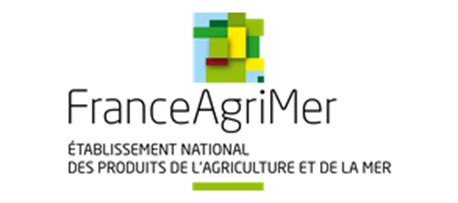 FranceAgriMer
ÉTABLISSEMENT NATIONAL
DES PRODUITS DE L'AGRICULTURE ET DE LA MER